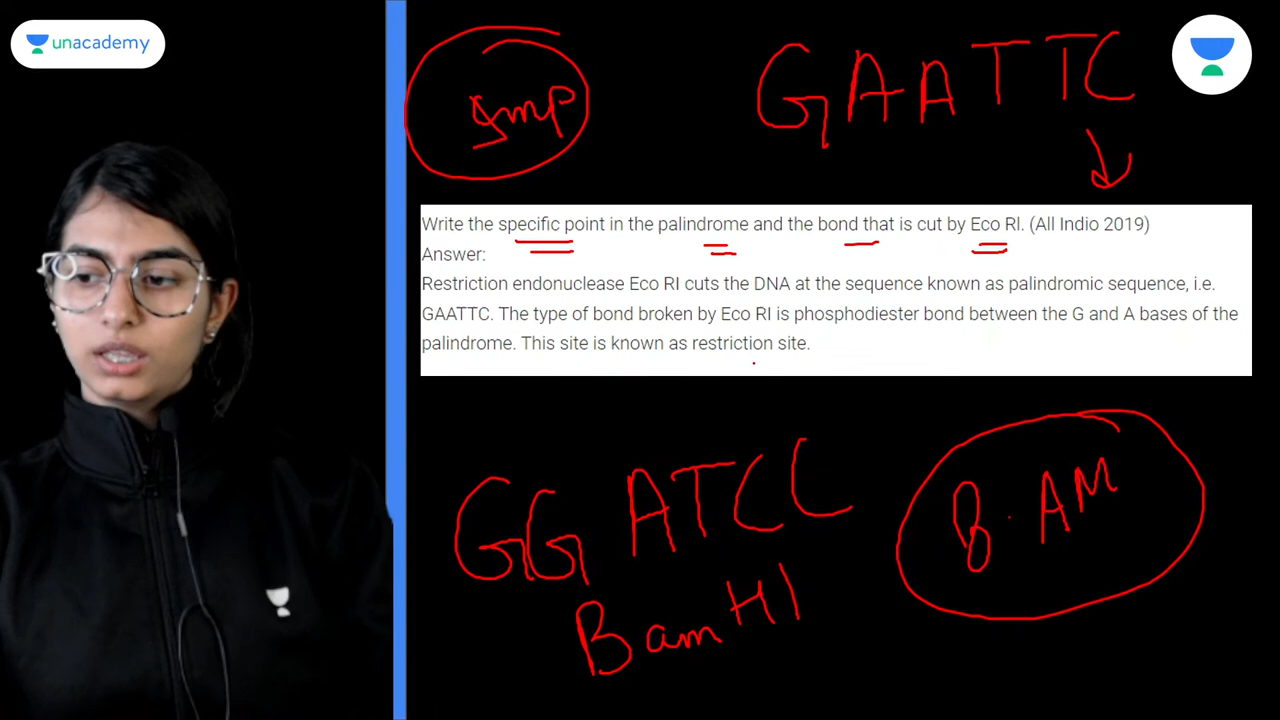 unacademy
Imp
GAATTC
Write the specific point in the palindrome and the bond that is cut by Eco RI. (All Indio 2019)
Answer:
Restriction endonuclease Eco RI cuts the DNA at the sequence known as palindromic sequence, i.e.
GAATTC. The type of bond broken by Eco RI is phosphodiester bond between the G and A bases of the
palindrome. This site is known as restriction site.
GGATCC
BamHI
B.AM